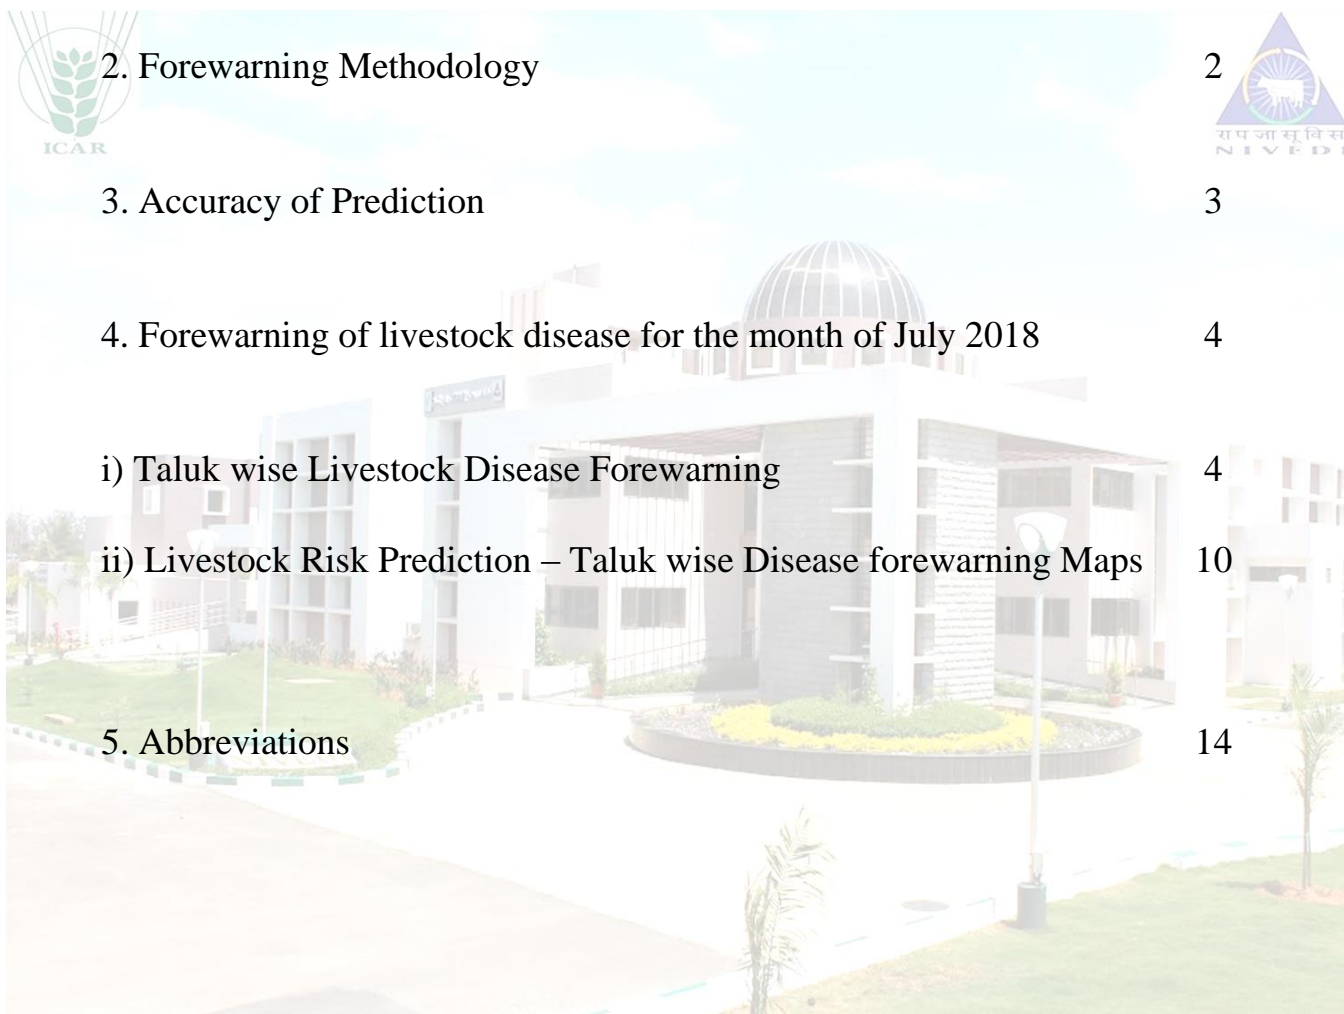 2. Forewarning Methodology 2
ICAR
राप जा सू वि स
NIVEDI
3. Accuracy of Prediction 3
4. Forewarning of livestock disease for the month of July 2018 4
i) Taluk wise Livestock Disease Forewarning 4
ii) Livestock Risk Prediction – Taluk wise Disease forewarning Maps 10
5. Abbreviations 14